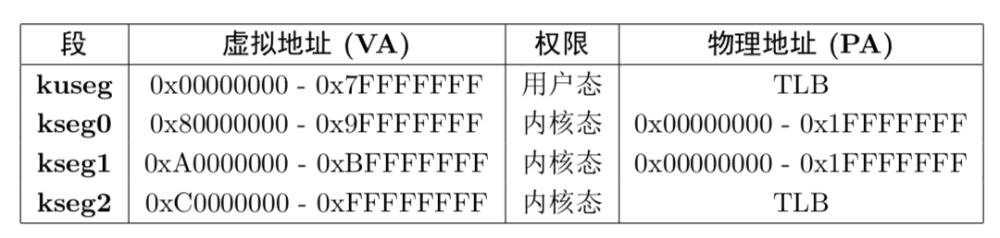 段 虚拟地址 (VA) 权限 物理地址 (PA)
kuseg 0x00000000 - 0x7FFFFFFF 用户态 TLB
kseg0 0x80000000 - 0x9FFFFFFF 内核态 0x00000000 - 0x1FFFFFFF
kseg1 0xA0000000 - 0xBFFFFFFF 内核态 0x00000000 - 0x1FFFFFFF
kseg2 0xC0000000 - 0xFFFFFFFF 内核态 TLB